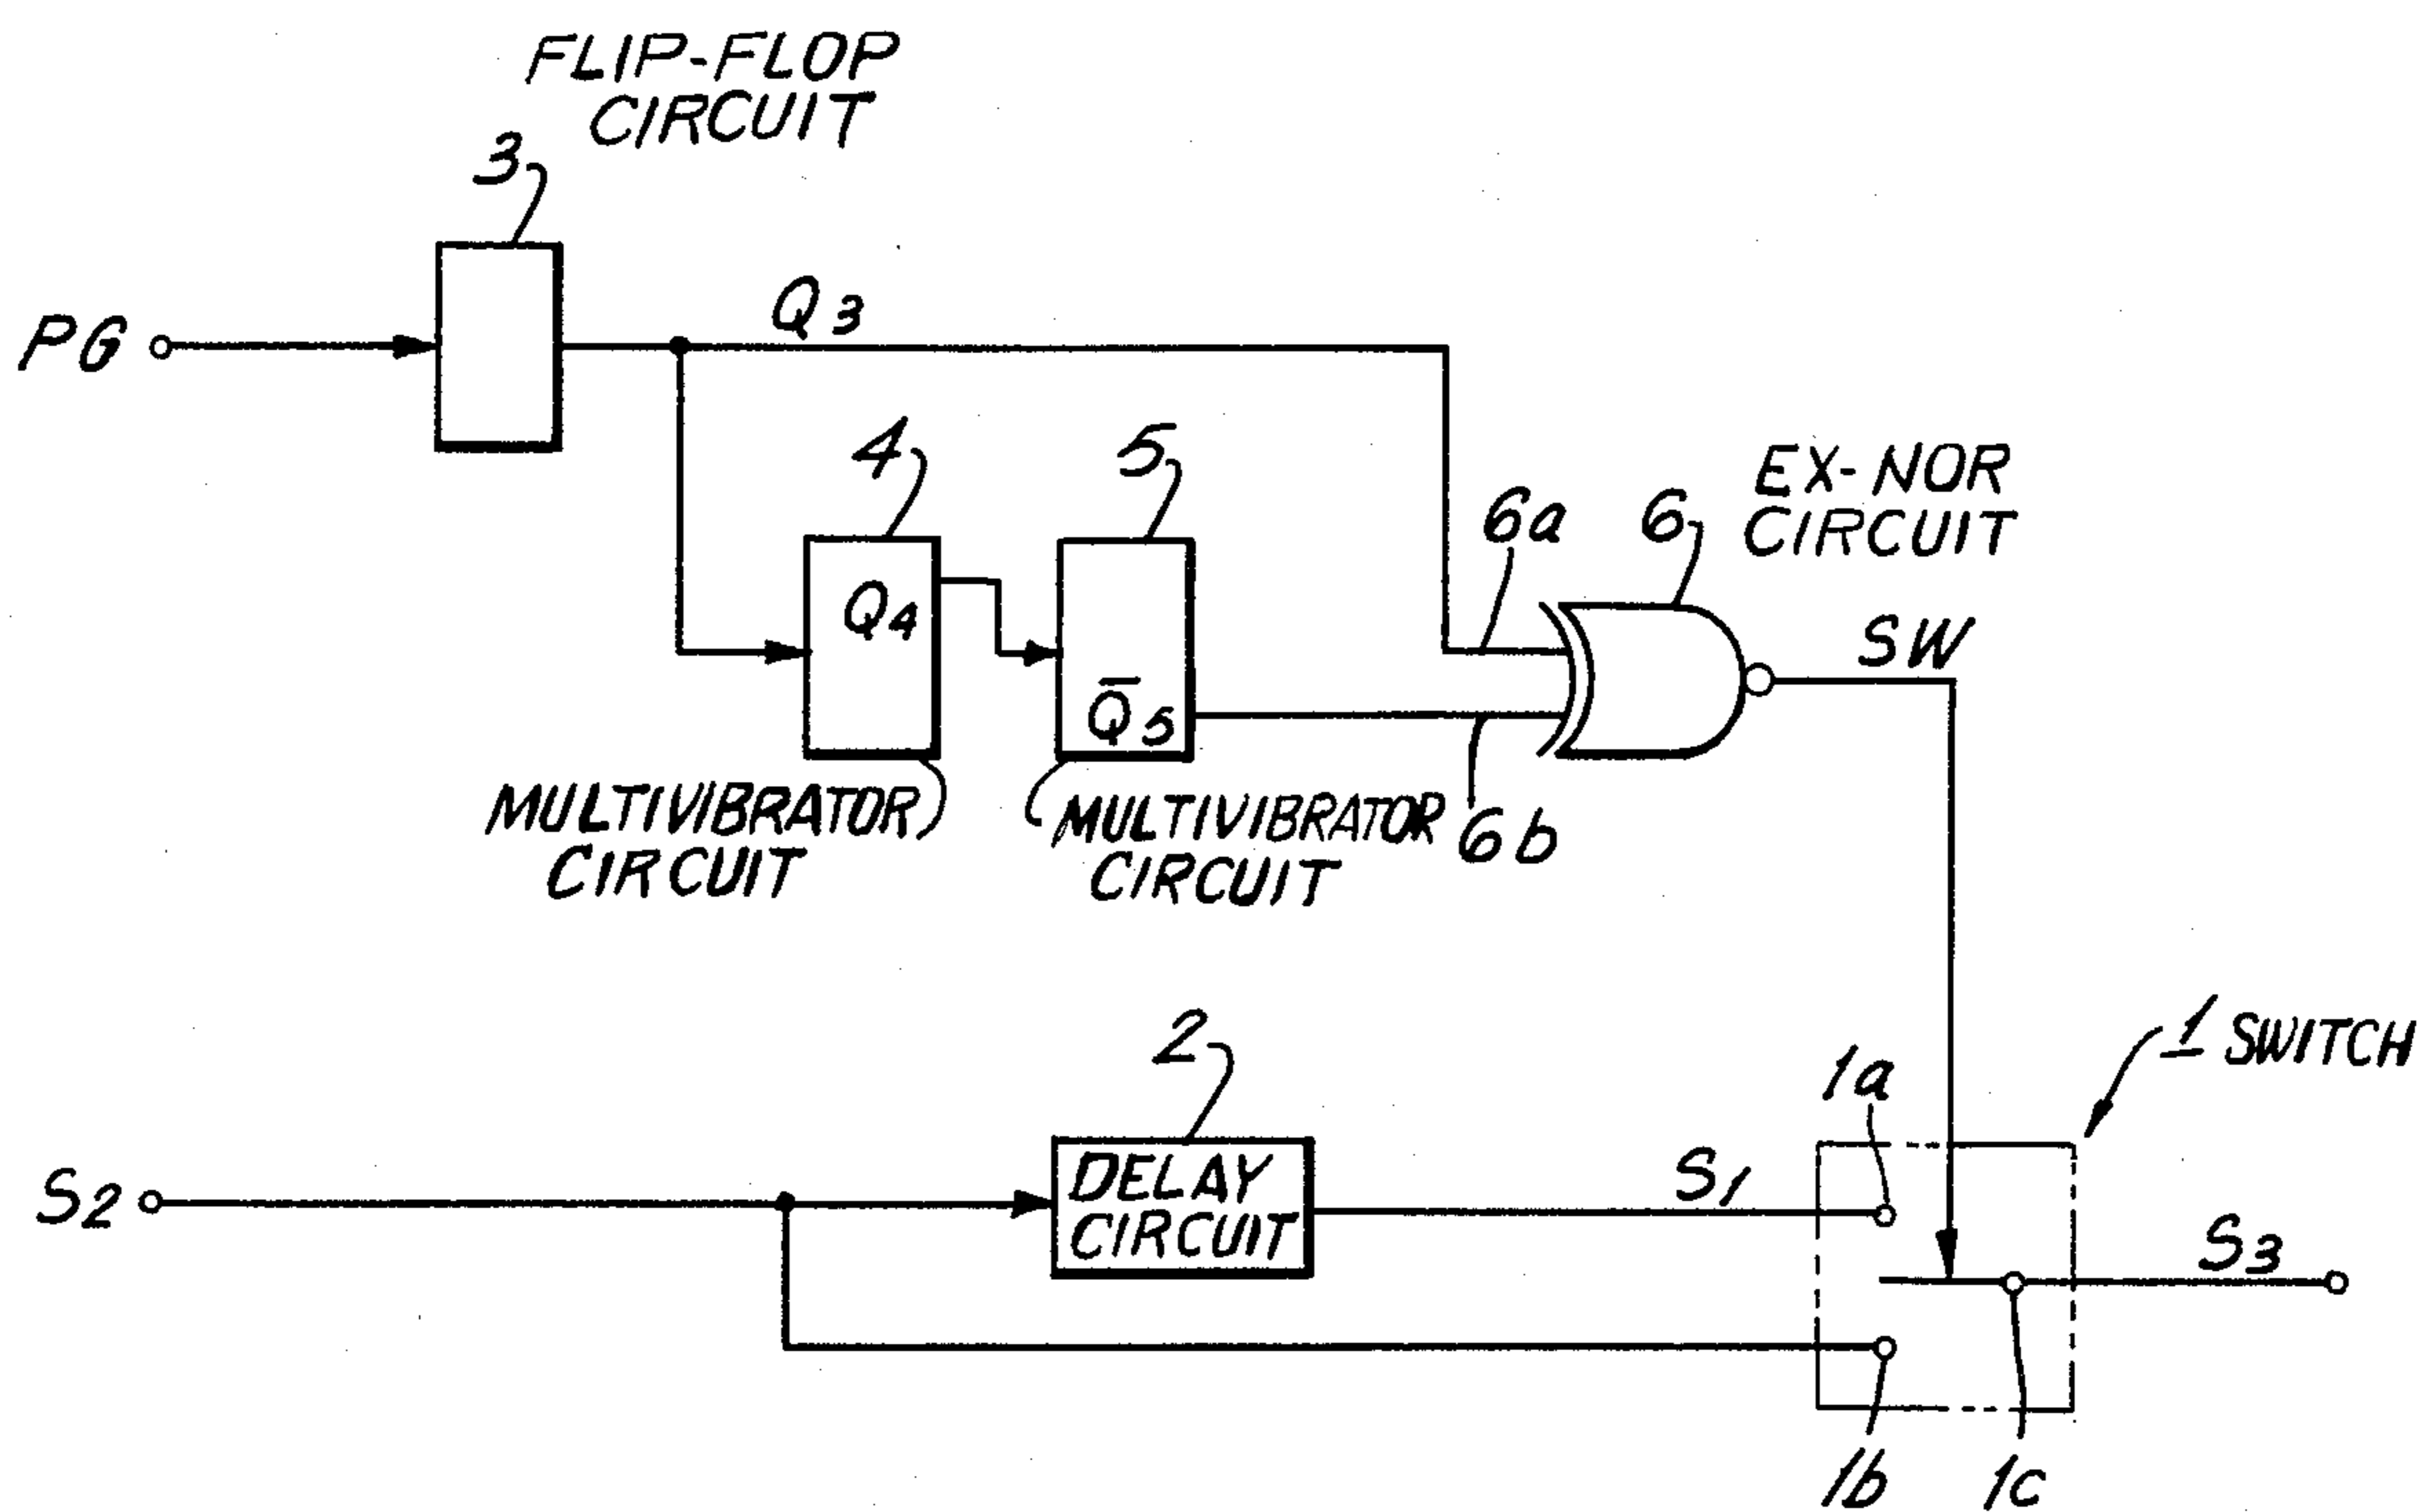 FLIP-FLOP
CIRCUIT
3
PG
Q3
4
5
6a
6
EX-NOR
CIRCUIT
Q4
Q̅5
SW
MULTIVIBRATOR
CIRCUIT
MULTIVIBRATOR
CIRCUIT
6b
2
1a
1 SWITCH
S2
DELAY
CIRCUIT
S1
S3
1b
1c